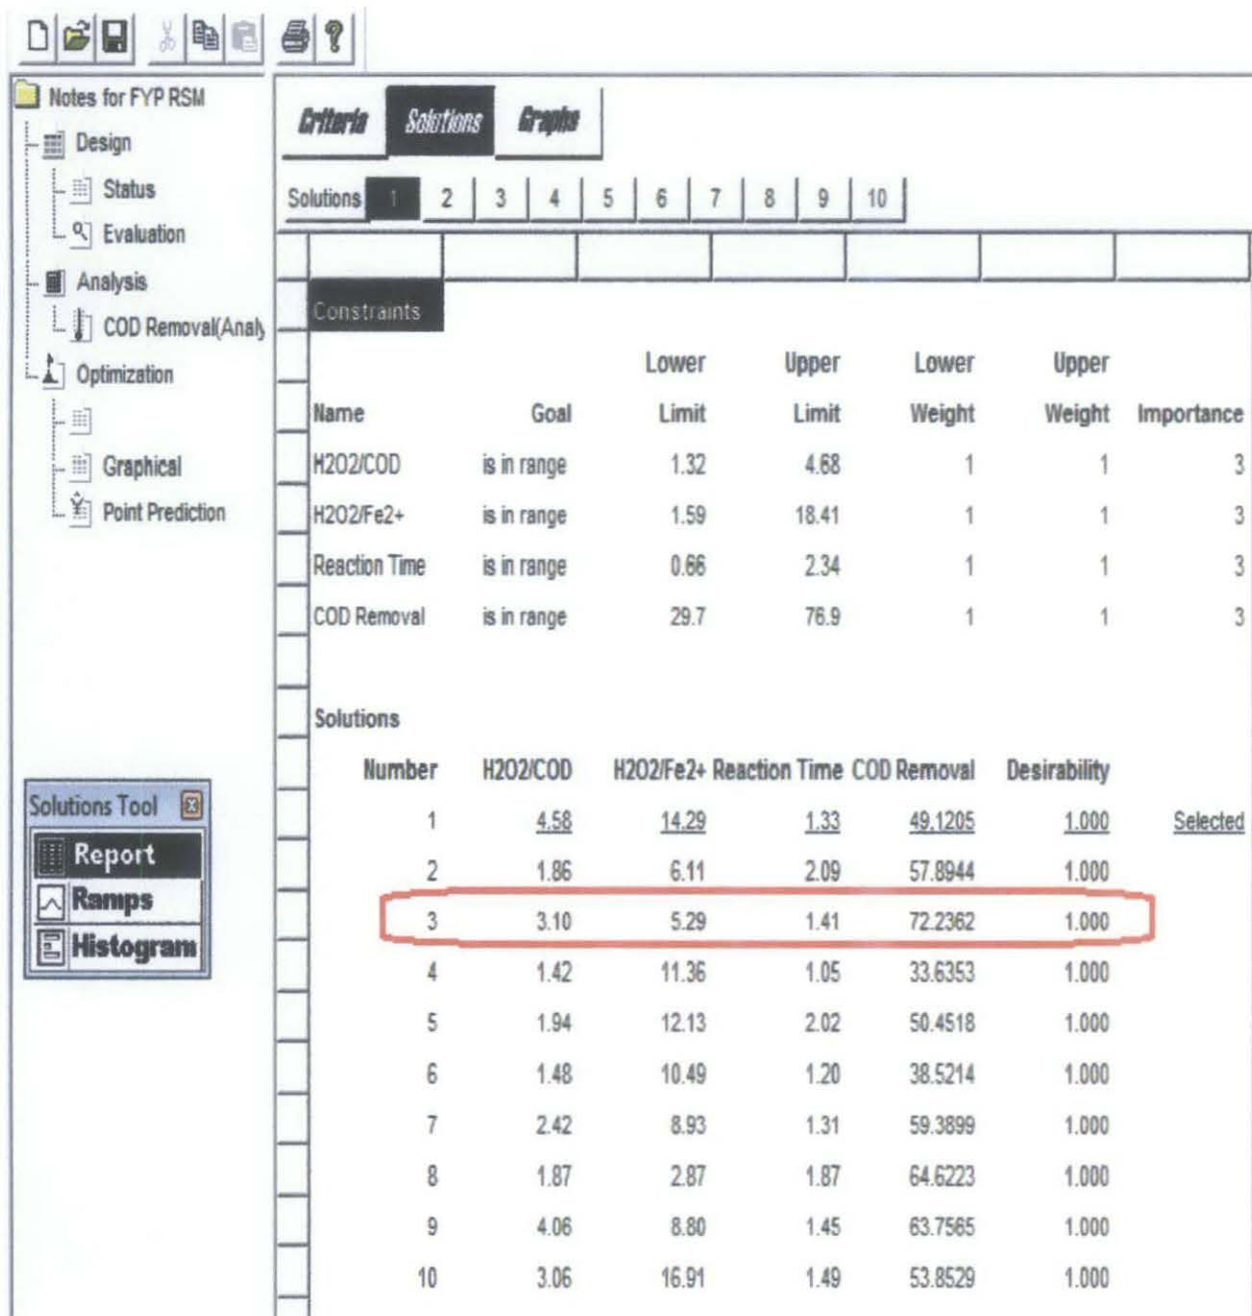 Notes for FYP RSM
Design
Status
Evaluation
Analysis
COD Removal(Analy
Optimization
Graphical
Point Prediction
Solutions Tool
Report
Ramps
Histogram
Criteria Solutions Graphs
Solutions 1 2 3 4 5 6 7 8 9 10
Constraints
Lower Upper Lower Upper
Name Goal Limit Limit Weight Weight Importance
H2O2/COD is in range 1.32 4.68 1 1 3
H2O2/Fe2+ is in range 1.59 18.41 1 1 3
Reaction Time is in range 0.66 2.34 1 1 3
COD Removal is in range 29.7 76.9 1 1 3
Solutions
Number H2O2/COD H2O2/Fe2+ Reaction Time COD Removal Desirability
1 4.58 14.29 1.33 49.1205 1.000 Selected
2 1.86 6.11 2.09 57.8944 1.000
3 3.10 5.29 1.41 72.2362 1.000
4 1.42 11.36 1.05 33.6353 1.000
5 1.94 12.13 2.02 50.4518 1.000
6 1.48 10.49 1.20 38.5214 1.000
7 2.42 8.93 1.31 59.3899 1.000
8 1.87 2.87 1.87 64.6223 1.000
9 4.06 8.80 1.45 63.7565 1.000
10 3.06 16.91 1.49 53.8529 1.000